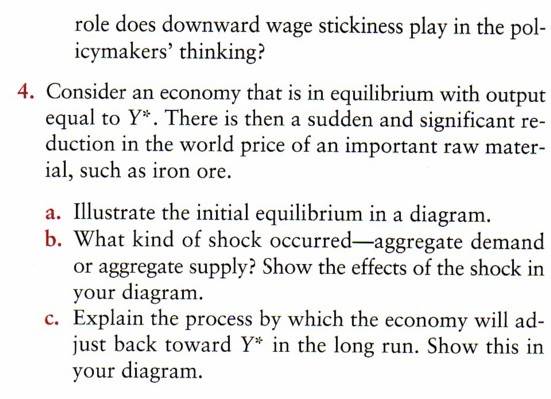 role does downward wage stickiness play in the pol-
icymakers' thinking?
4. Consider an economy that is in equilibrium with output
equal to Y*. There is then a sudden and significant re-
duction in the world price of an important raw mater-
ial, such as iron ore.
a. Illustrate the initial equilibrium in a diagram.
b. What kind of shock occurred—aggregate demand
or aggregate supply? Show the effects of the shock in
your diagram.
c. Explain the process by which the economy will ad-
just back toward Y* in the long run. Show this in
your diagram.